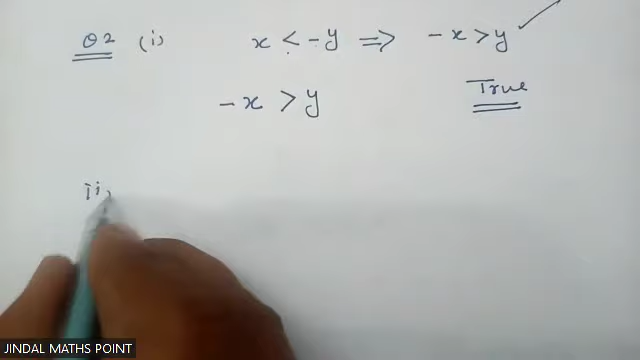 Q2 (i) x < -y ⇒ -x > y ✓
-x > y True
ii)
JINDAL MATHS POINT